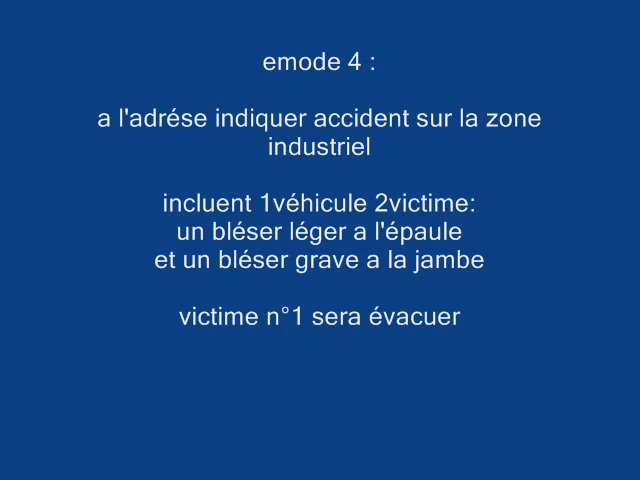 emode 4 :
a l'adrése indiquer accident sur la zone
industriel
incluent 1véhicule 2victime:
un bléser léger a l'épaule
et un bléser grave a la jambe
victime n°1 sera évacuer